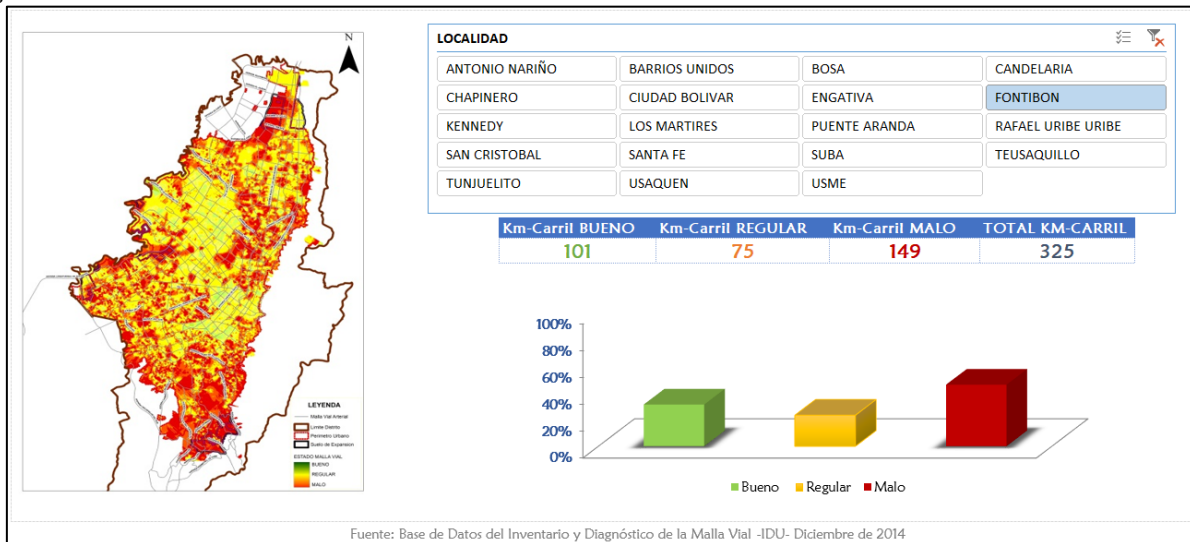 N
LEYENDA
Malla Vial Arterial
Limite Distrito
Perimetro Urbano
Suelo de Expansion
ESTADO MALLA VIAL
BUENO
REGULAR
MALO
LOCALIDAD
ANTONIO NARIÑO BARRIOS UNIDOS BOSA CANDELARIA
CHAPINERO CIUDAD BOLIVAR ENGATIVA FONTIBON
KENNEDY LOS MARTIRES PUENTE ARANDA RAFAEL URIBE URIBE
SAN CRISTOBAL SANTA FE SUBA TEUSAQUILLO
TUNJUELITO USAQUEN USME
Km-Carril BUENO Km-Carril REGULAR Km-Carril MALO TOTAL KM-CARRIL
101 75 149 325
100%
80%
60%
40%
20%
0%
Bueno Regular Malo
Fuente: Base de Datos del Inventario y Diagnóstico de la Malla Vial -IDU- Diciembre de 2014